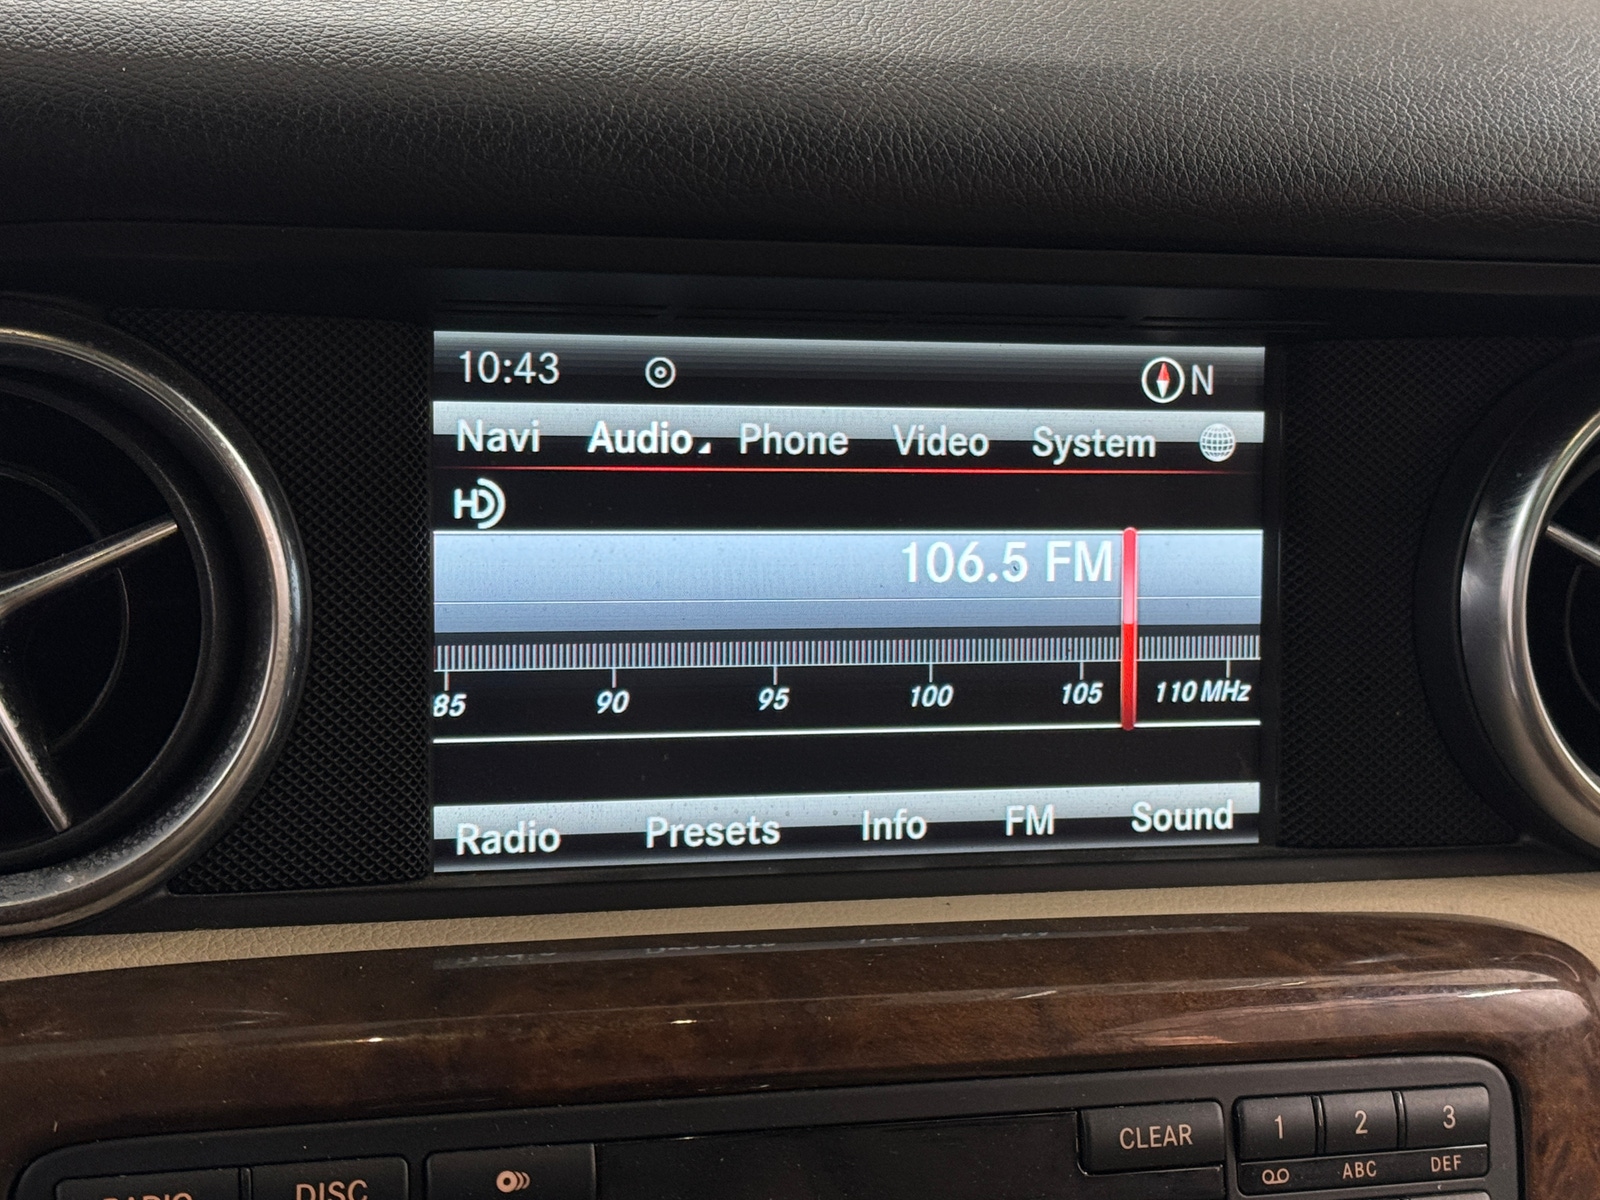 10:43 N
Navi Audio Phone Video System
HD
106.5 FM
85 90 95 100 105 110 MHz
Radio Presets Info FM Sound
CLEAR 1 2 3
ABC DEF
RADIO DISC